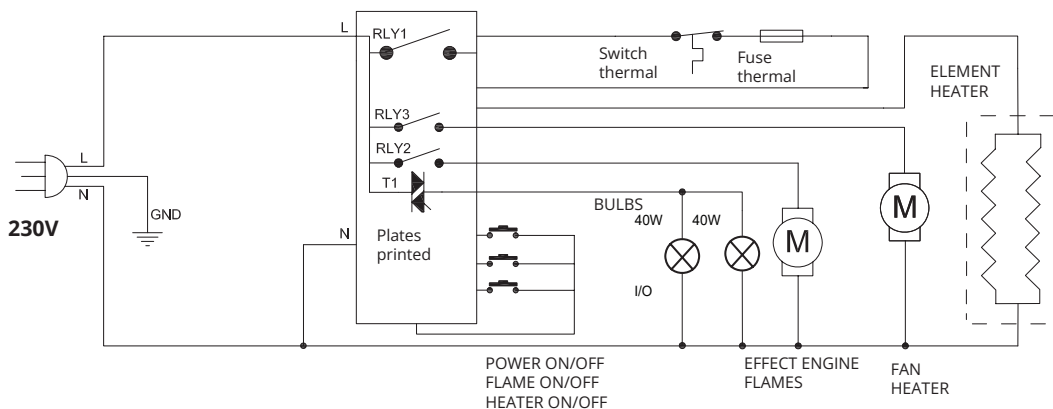 L
RLY1
Switch
thermal
Fuse
thermal
ELEMENT
HEATER
RLY3
RLY2
L
T1
N
230V
GND
BULBS
40W
40W
M
M
N
Plates
printed
I/O
POWER ON/OFF
FLAME ON/OFF
HEATER ON/OFF
EFFECT ENGINE
FLAMES
FAN
HEATER